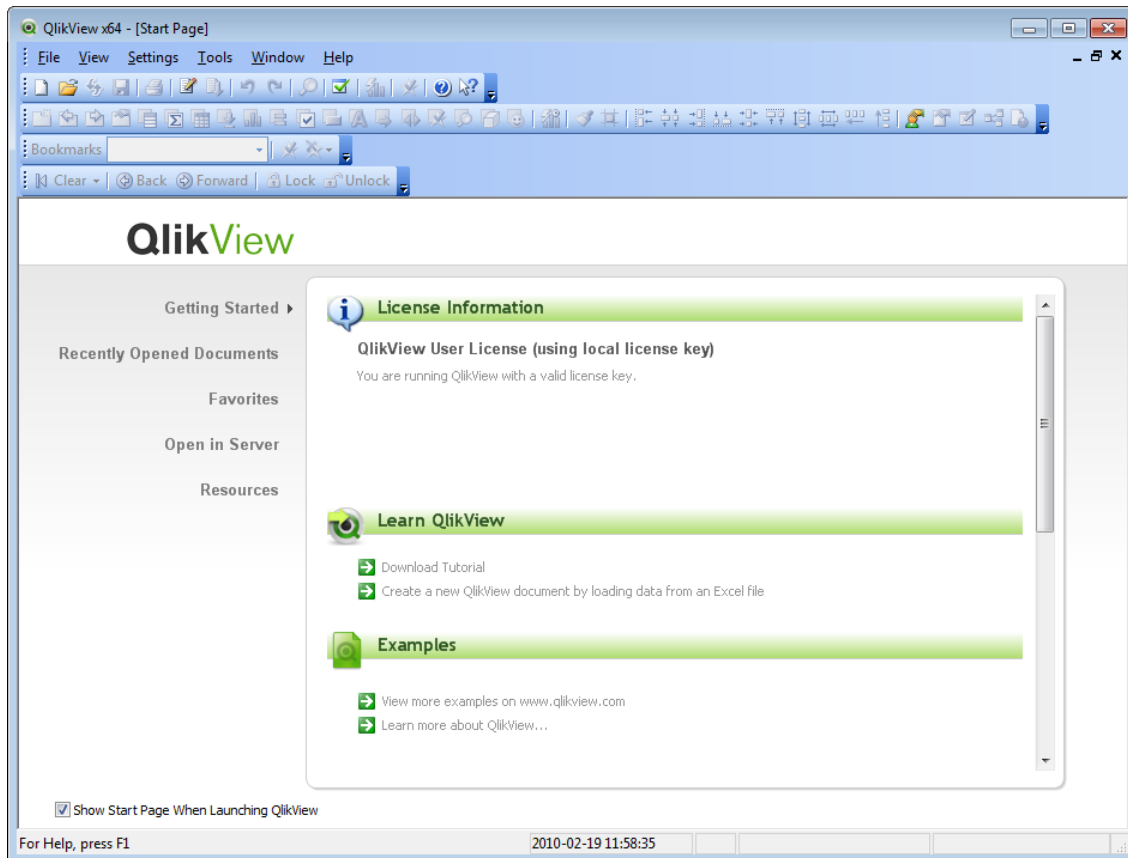 QlikView x64 - [Start Page]
File View Settings Tools Window Help
Bookmarks
Clear Back Forward Lock Unlock
QlikView
Getting Started
Recently Opened Documents
Favorites
Open in Server
Resources
License Information
QlikView User License (using local license key)
You are running QlikView with a valid license key.
Learn QlikView
Download Tutorial
Create a new QlikView document by loading data from an Excel file
Examples
View more examples on www.qlikview.com
Learn more about QlikView...
Show Start Page When Launching QlikView
For Help, press F1 2010-02-19 11:58:35